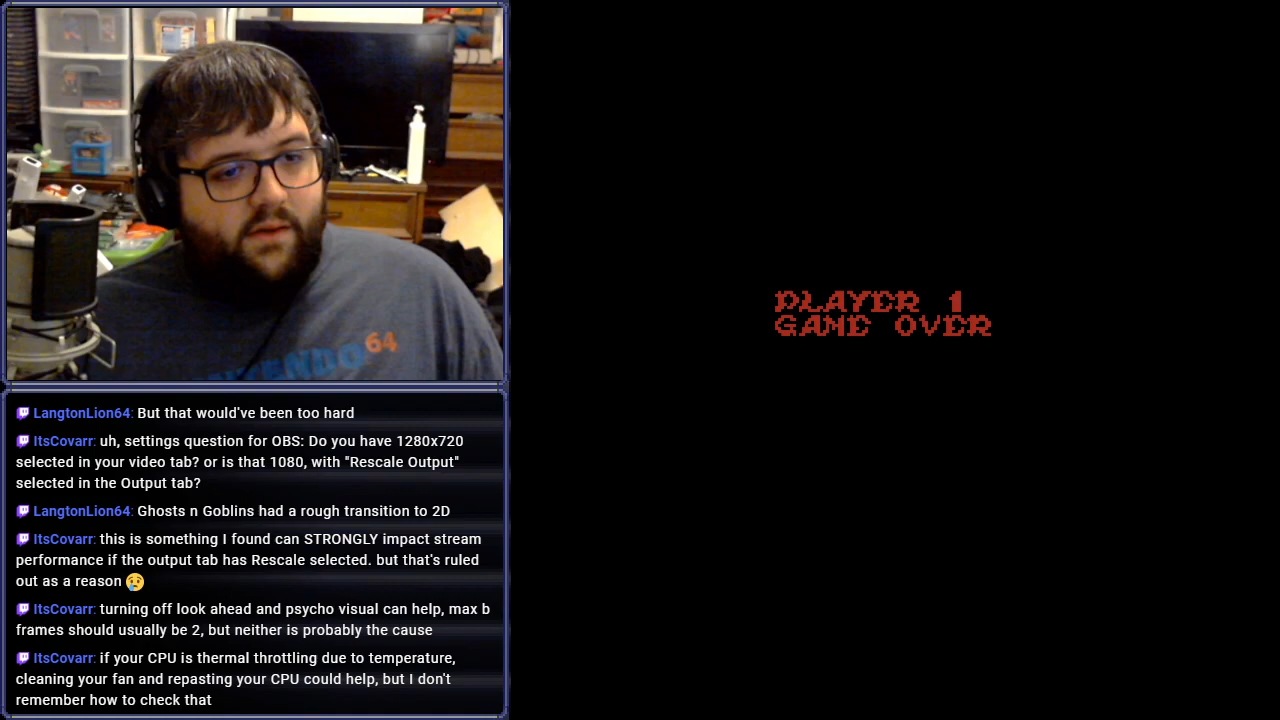 64
PLAYER 1
GAME OVER
LangtonLion64: But that would've been too hard
ItsCovarr: uh, settings question for OBS: Do you have 1280x720
selected in your video tab? or is that 1080, with "Rescale Output"
selected in the Output tab?
LangtonLion64: Ghosts n Goblins had a rough transition to 2D
ItsCovarr: this is something I found can STRONGLY impact stream
performance if the output tab has Rescale selected. but that's ruled
out as a reason 😢
ItsCovarr: turning off look ahead and psycho visual can help, max b
frames should usually be 2, but neither is probably the cause
ItsCovarr: if your CPU is thermal throttling due to temperature,
cleaning your fan and repasting your CPU could help, but I don't
remember how to check that